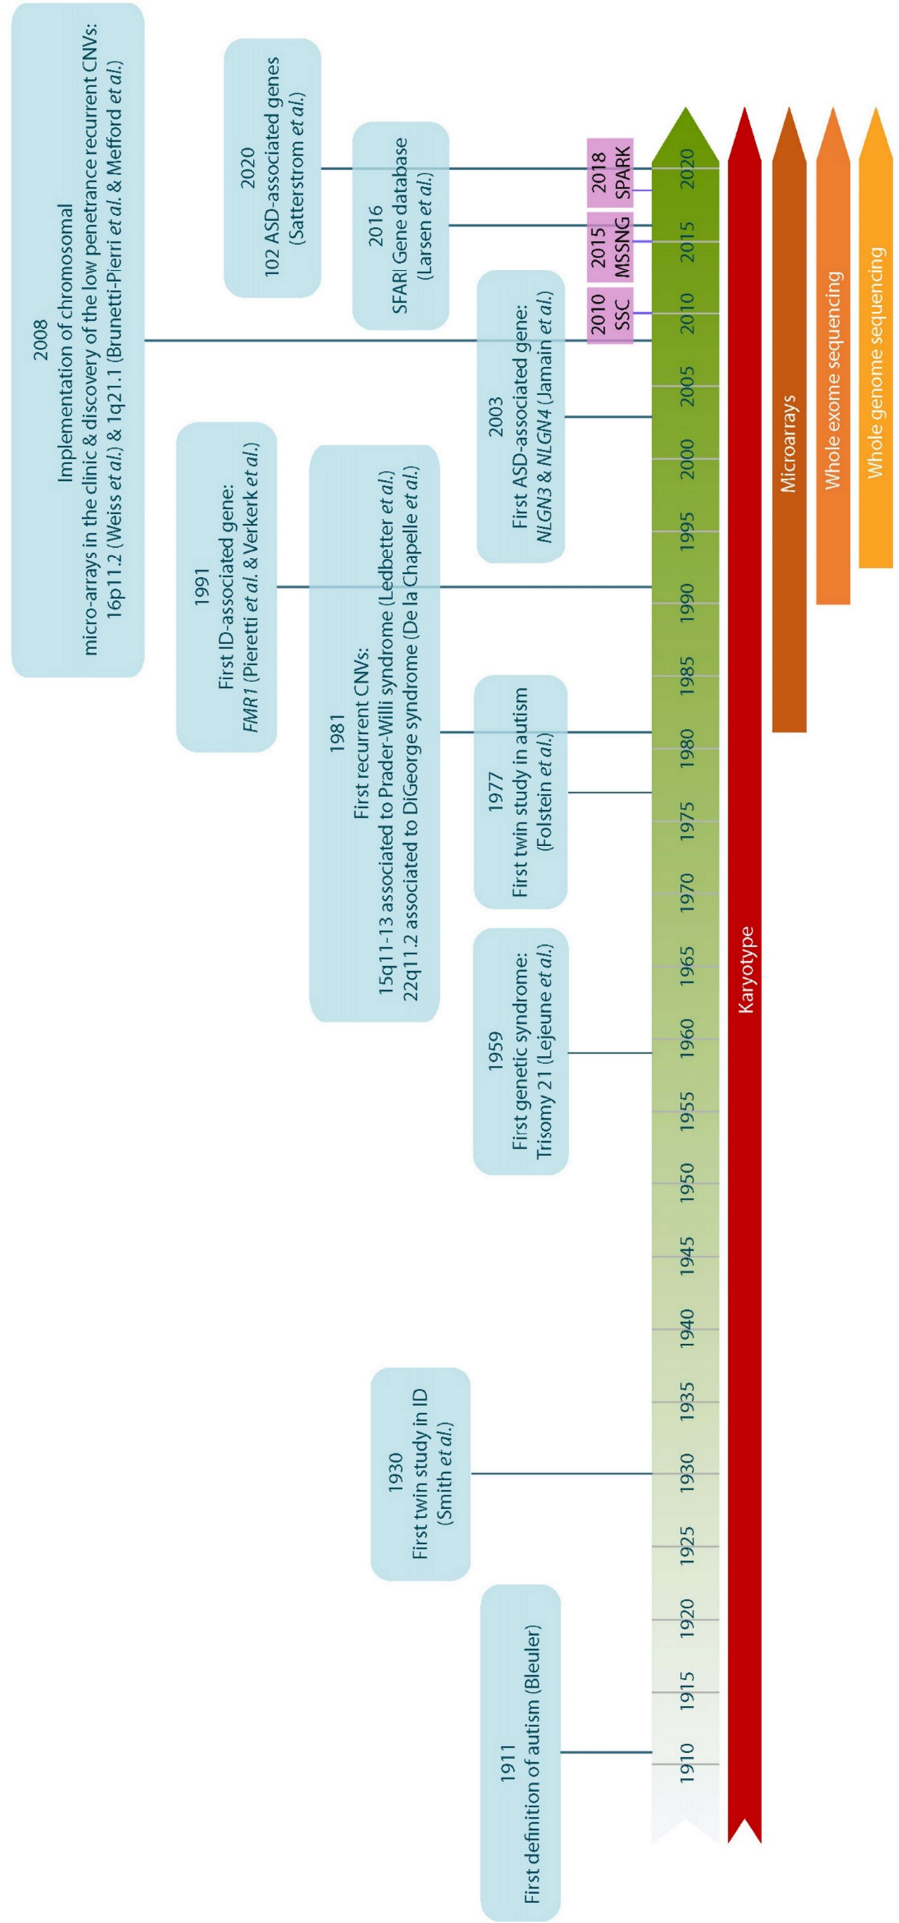 2008
Implementation of chromosomal
micro-arrays in the clinic & discovery of the low penetrance recurrent CNVs:
16p11.2 (Weiss et al.) & 1q21.1 (Brunetti-Pierri et al. & Mefford et al.)
1991
First ID-associated gene:
FMR1 (Pieretti et al. & Verkerk et al.)
2020
102 ASD-associated genes
(Satterstrom et al.)
1981
First recurrent CNVs:
15q11-13 associated to Prader-Willi syndrome (Ledbetter et al.)
22q11.2 associated to DiGeorge syndrome (De la Chapelle et al.)
2016
SFARI Gene database
(Larsen et al.)
1930
First twin study in ID
(Smith et al.)
1911
First definition of autism (Bleuler)
1959
First genetic syndrome:
Trisomy 21 (Lejeune et al.)
1977
First twin study in autism
(Folstein et al.)
2003
First ASD-associated gene:
NLGN3 & NLGN4 (Jamain et al.)
2010
SSC
2015
MSSNG
2018
SPARK
1910 1915 1920 1925 1930 1935 1940 1945 1950 1955 1960 1965 1970 1975 1980 1985 1990 1995 2000 2005 2010 2015 2020
Karyotype
Microarrays
Whole exome sequencing
Whole genome sequencing